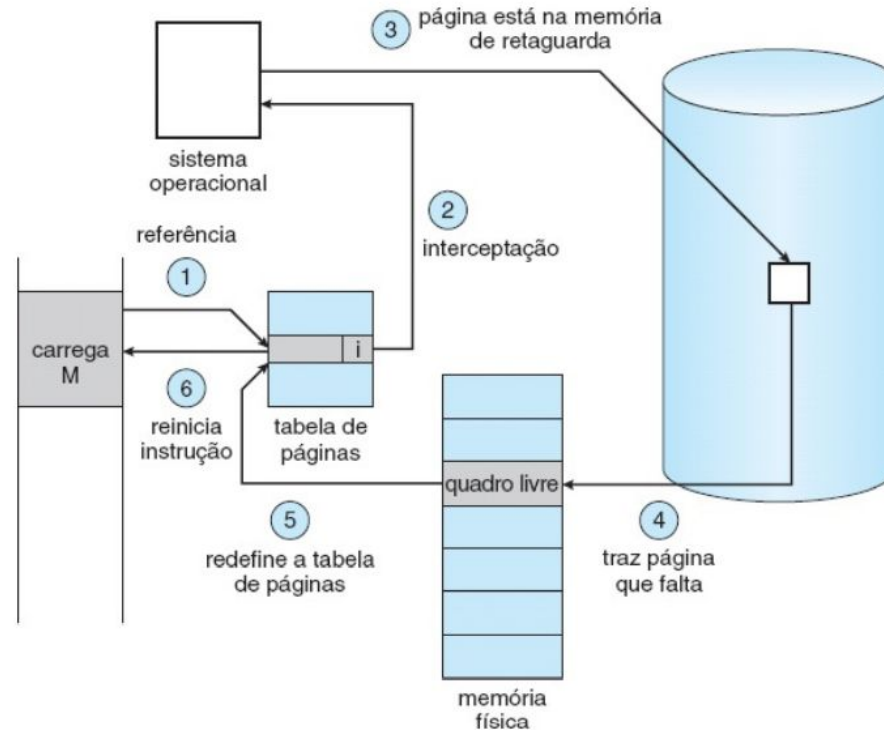 3
página está na memória
de retaguarda
sistema
operacional
2
interceptação
referência
1
carrega
M
i
6
reinicia
instrução
tabela de
páginas
quadro livre
5
redefine a tabela
de páginas
4
traz página
que falta
memória
física